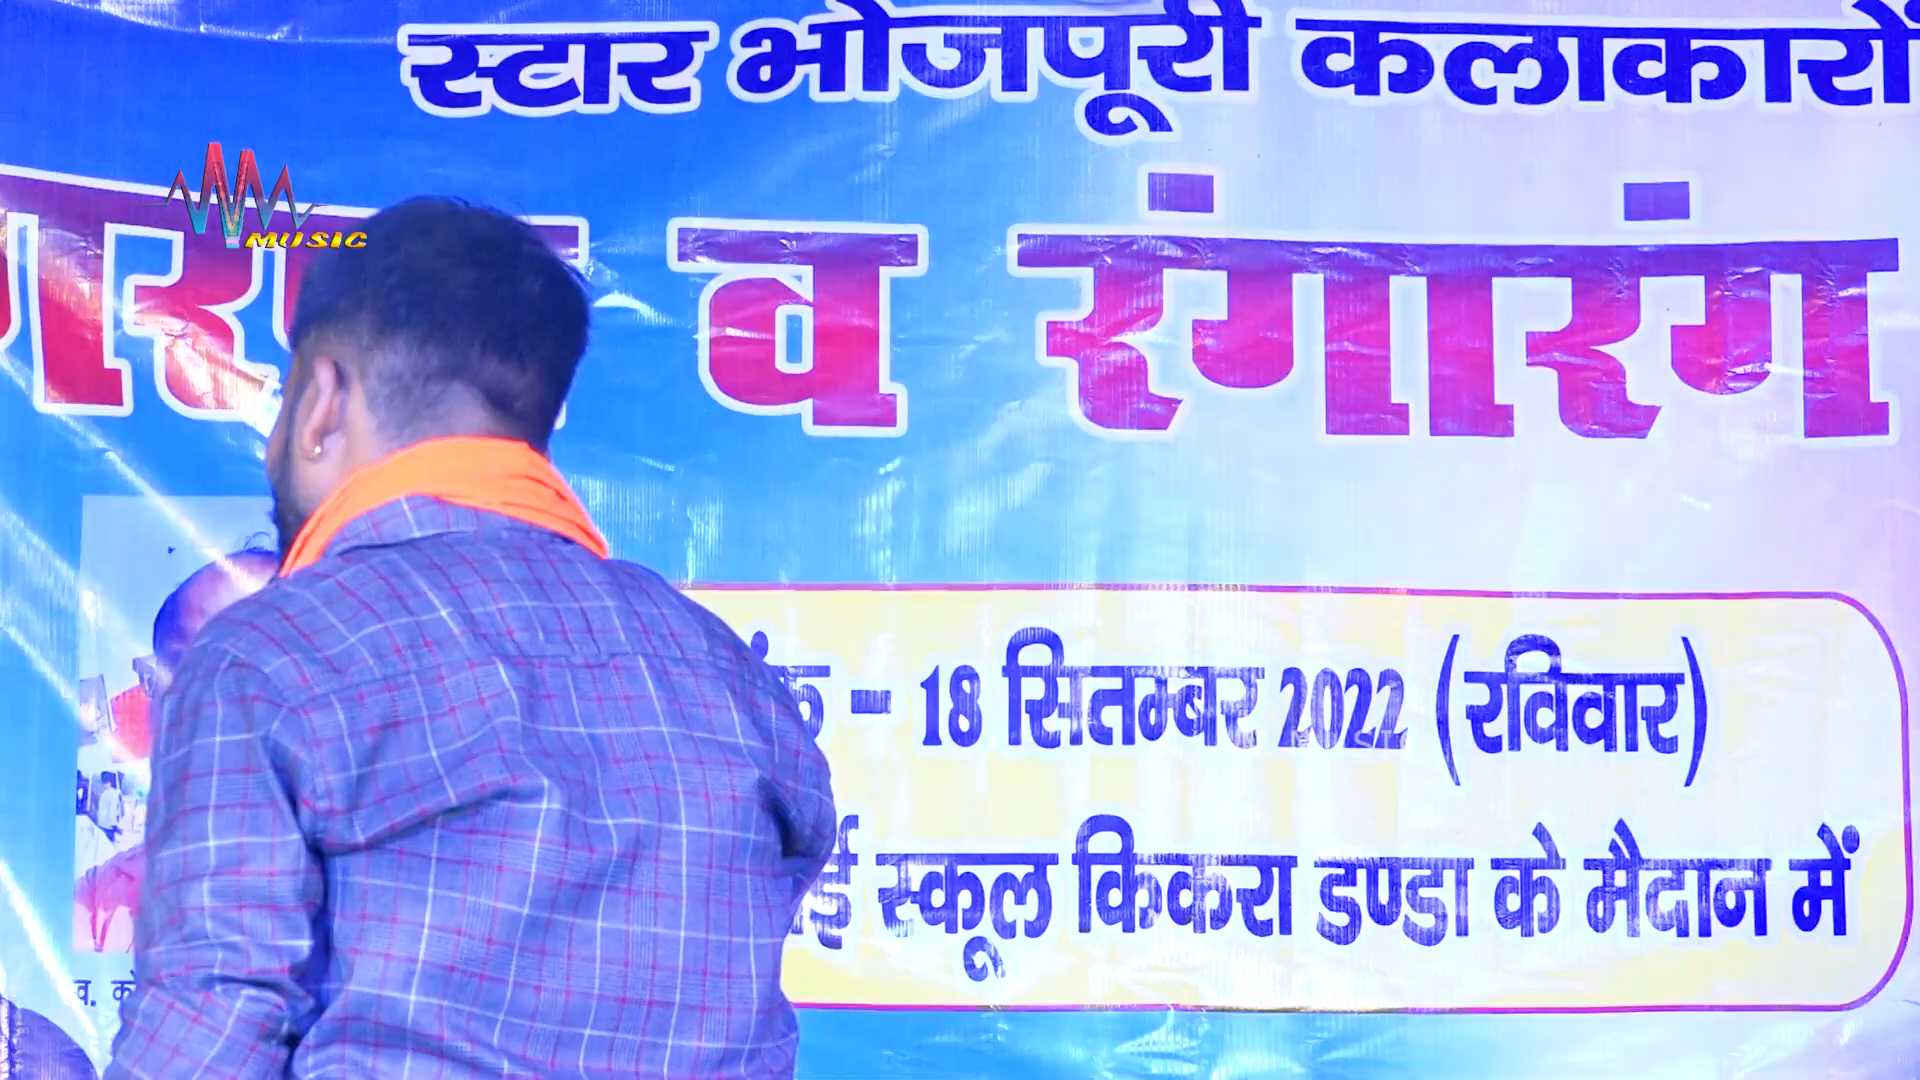 स्टार भोजपूरी कलाकारों
MUSIC
व रंगारंग
- 18 सितम्बर 2022 (रविवार)
स्कूल किकरा डण्डा के मैदान में